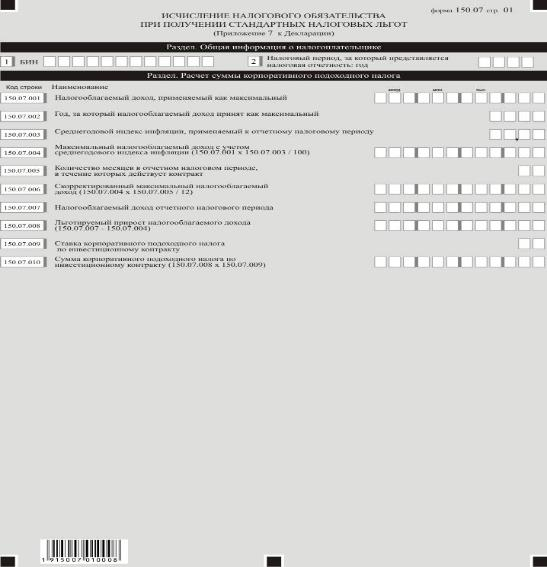 форма 150.07 стр. 01
ИСЧИСЛЕНИЕ НАЛОГОВОГО ОБЯЗАТЕЛЬСТВА
ПРИ ПОЛУЧЕНИИ СТАНДАРТНЫХ НАЛОГОВЫХ ЛЬГОТ
(Приложение 7 к Декларации)
Раздел. Общая информация о налогоплательщике
1 БИН
2 Налоговый период, за который представляется
налоговая отчетность: год
Раздел. Расчет суммы корпоративного подоходного налога
Код строки Наименование
150.07.001 Налогооблагаемый доход, применяемый как максимальный
150.07.002 Год, за который налогооблагаемый доход принят как максимальный
150.07.003 Среднегодовой индекс инфляции, применяемый к отчетному налоговому периоду
150.07.004 Максимальный налогооблагаемый доход с учетом
среднегодового индекса инфляции (150.07.001 x 150.07.003 / 100)
150.07.005 Количество месяцев в отчетном налоговом периоде,
в течение которых действует контракт
150.07.006 Скорректированный максимальный налогооблагаемый
доход (150.07.004 x 150.07.005 / 12)
150.07.007 Налогооблагаемый доход отчетного налогового периода
150.07.008 Льготируемый прирост налогооблагаемого дохода
(150.07.007 - 150.07.004)
150.07.009 Ставка корпоративного подоходного налога
по инвестиционному контракту
150.07.010 Сумма корпоративного подоходного налога по
инвестиционному контракту (150.07.008 x 150.07.009)
1915007010008